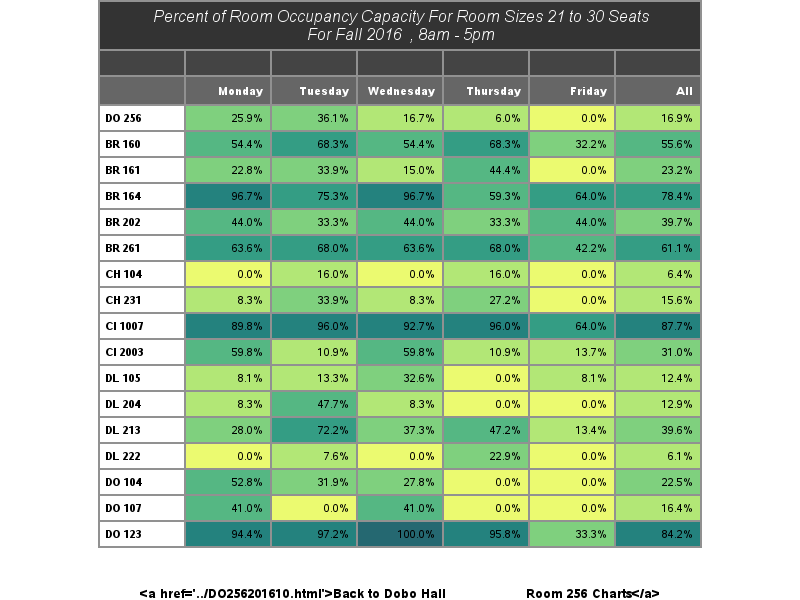 Percent of Room Occupancy Capacity For Room Sizes 21 to 30 Seats
For Fall 2016 , 8am - 5pm
Monday Tuesday Wednesday Thursday Friday All
DO 256 25.9% 36.1% 16.7% 6.0% 0.0% 16.9%
BR 160 54.4% 68.3% 54.4% 68.3% 32.2% 55.6%
BR 161 22.8% 33.9% 15.0% 44.4% 0.0% 23.2%
BR 164 96.7% 75.3% 96.7% 59.3% 64.0% 78.4%
BR 202 44.0% 33.3% 44.0% 33.3% 44.0% 39.7%
BR 261 63.6% 68.0% 63.6% 68.0% 42.2% 61.1%
CH 104 0.0% 16.0% 0.0% 16.0% 0.0% 6.4%
CH 231 8.3% 33.9% 8.3% 27.2% 0.0% 15.6%
CI 1007 89.8% 96.0% 92.7% 96.0% 64.0% 87.7%
CI 2003 59.8% 10.9% 59.8% 10.9% 13.7% 31.0%
DL 105 8.1% 13.3% 32.6% 0.0% 8.1% 12.4%
DL 204 8.3% 47.7% 8.3% 0.0% 0.0% 12.9%
DL 213 28.0% 72.2% 37.3% 47.2% 13.4% 39.6%
DL 222 0.0% 7.6% 0.0% 22.9% 0.0% 6.1%
DO 104 52.8% 31.9% 27.8% 0.0% 0.0% 22.5%
DO 107 41.0% 0.0% 41.0% 0.0% 0.0% 16.4%
DO 123 94.4% 97.2% 100.0% 95.8% 33.3% 84.2%
<a href='../DO256201610.html'>Back to Dobo Hall Room 256 Charts</a>